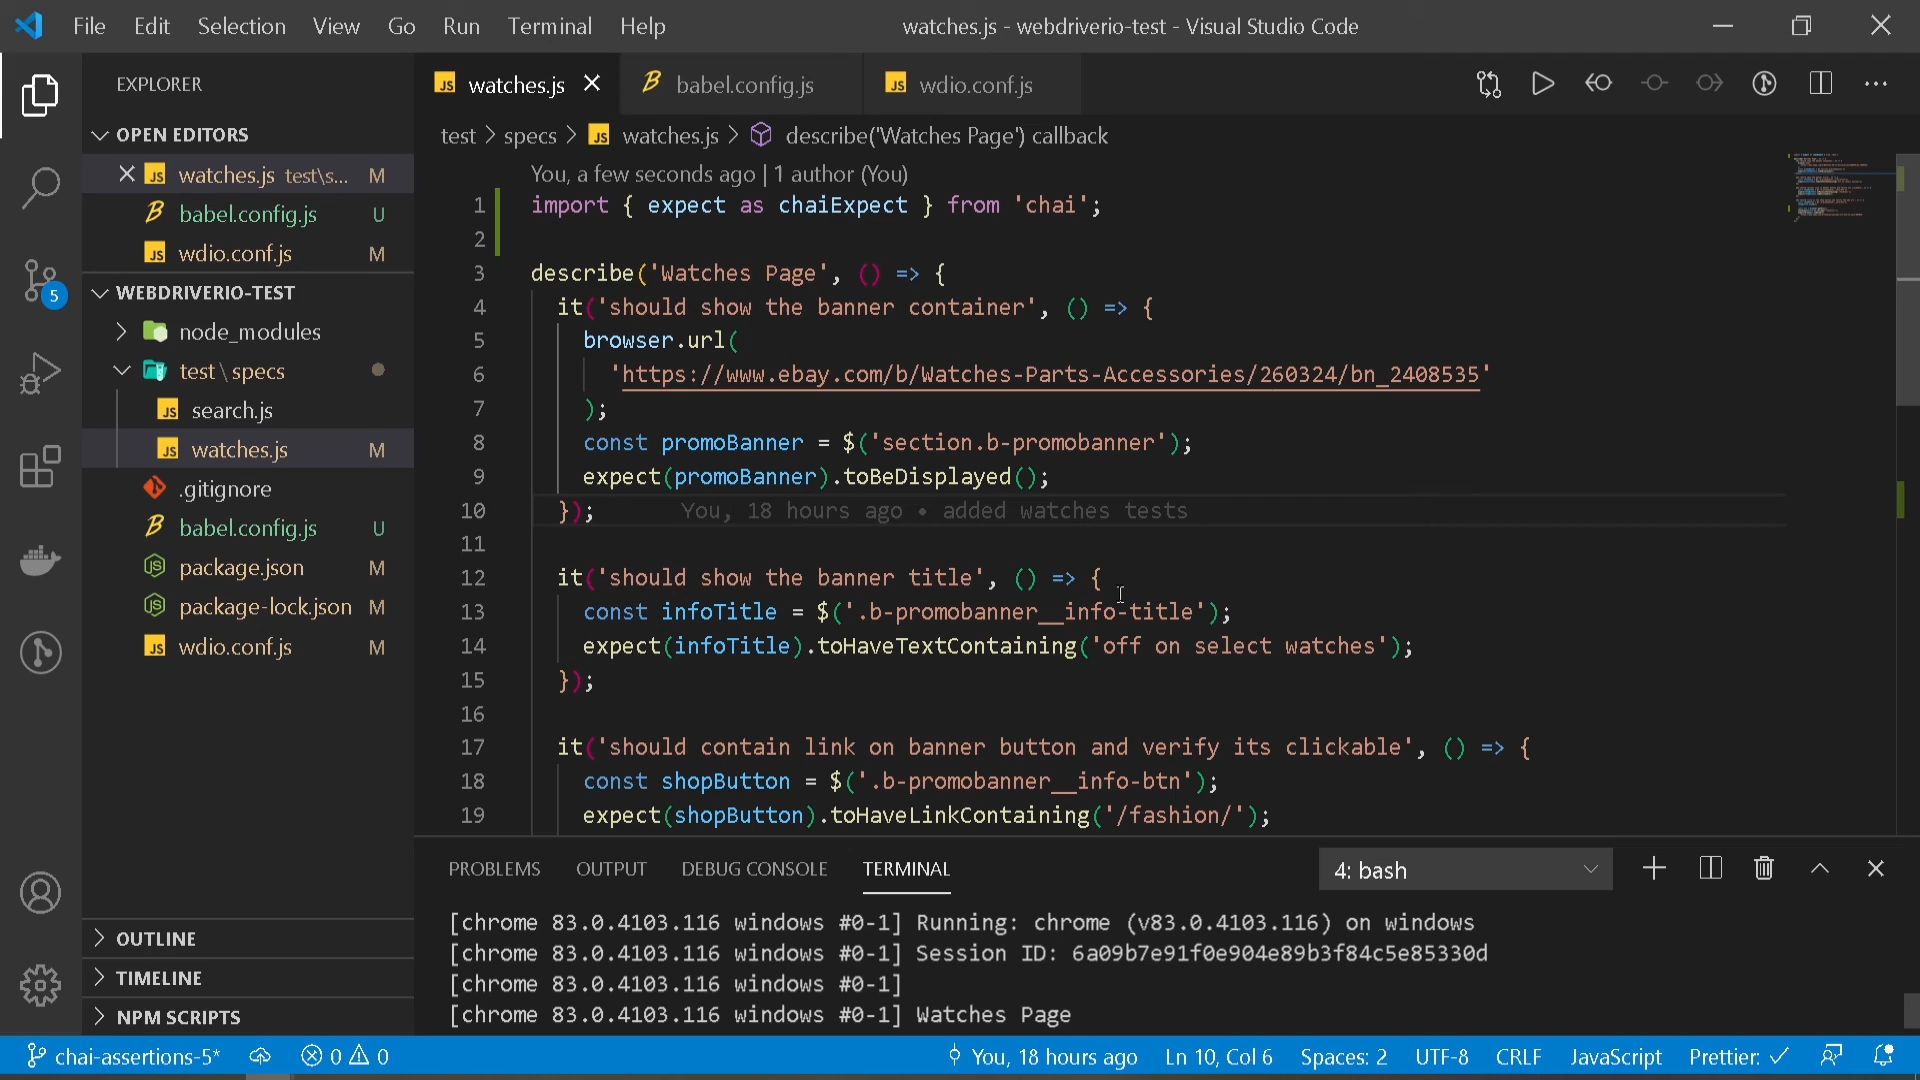 File Edit Selection View Go Run Terminal Help
watches.js - webdriverio-test - Visual Studio Code
EXPLORER
OPEN EDITORS
watches.js test\s... M
babel.config.js U
wdio.conf.js M
WEBDRIVERIO-TEST
node_modules
test\specs
search.js
watches.js M
.gitignore
babel.config.js U
package.json M
package-lock.json M
wdio.conf.js M
OUTLINE
TIMELINE
NPM SCRIPTS
5
watches.js babel.config.js wdio.conf.js
test > specs > watches.js > describe('Watches Page') callback
You, a few seconds ago | 1 author (You)
1 import { expect as chaiExpect } from 'chai';
2
3 describe('Watches Page', () => {
4 it('should show the banner container', () => {
5 browser.url(
6 'https://www.ebay.com/b/Watches-Parts-Accessories/260324/bn_2408535'
7 );
8 const promoBanner = $('section.b-promobanner');
9 expect(promoBanner).toBeDisplayed();
10 }); You, 18 hours ago • added watches tests
11
12 it('should show the banner title', () => {
13 const infoTitle = $('.b-promobanner__info-title');
14 expect(infoTitle).toHaveTextContaining('off on select watches');
15 });
16
17 it('should contain link on banner button and verify its clickable', () => {
18 const shopButton = $('.b-promobanner__info-btn');
19 expect(shopButton).toHaveLinkContaining('/fashion/');
PROBLEMS OUTPUT DEBUG CONSOLE TERMINAL 4: bash
[chrome 83.0.4103.116 windows #0-1] Running: chrome (v83.0.4103.116) on windows
[chrome 83.0.4103.116 windows #0-1] Session ID: 6a09b7e91f0e904e89b3f84c5e85330d
[chrome 83.0.4103.116 windows #0-1]
[chrome 83.0.4103.116 windows #0-1] Watches Page
chai-assertions-5* 0 0 You, 18 hours ago Ln 10, Col 6 Spaces: 2 UTF-8 CRLF JavaScript Prettier: ✓